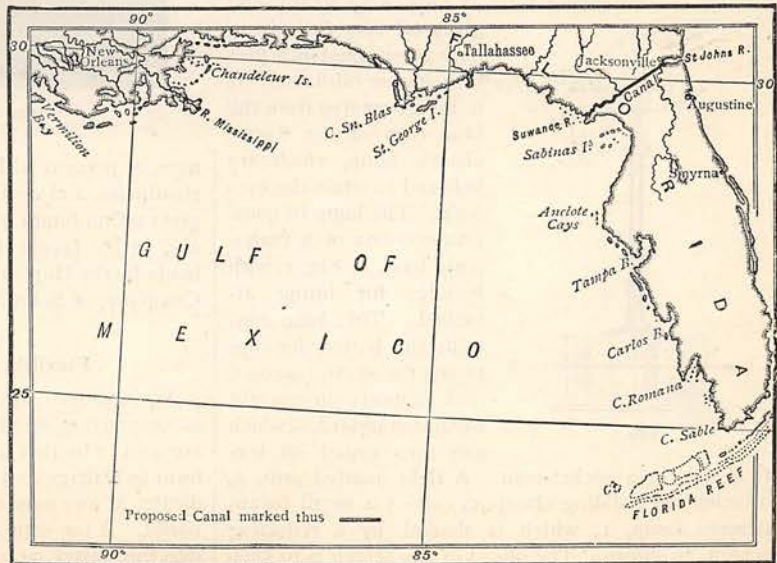 90°
85°
30
New Orleans
Chandeleur Is.
Vermilion Bay
R. Mississippi
C. Sn. Blas
St. George I.
Tallahassee
Jacksonville
St Johns R.
30
Canal
Augustine
Suwanee
Sabinas Is
Smyrna
Anclote Cays
F L O R I D A
GULF OF
MEXICO
Tampa B.
Carlos B.
C. Romana
25
C. Sable
FLORIDA REEF
Proposed Canal marked thus
90°
85°